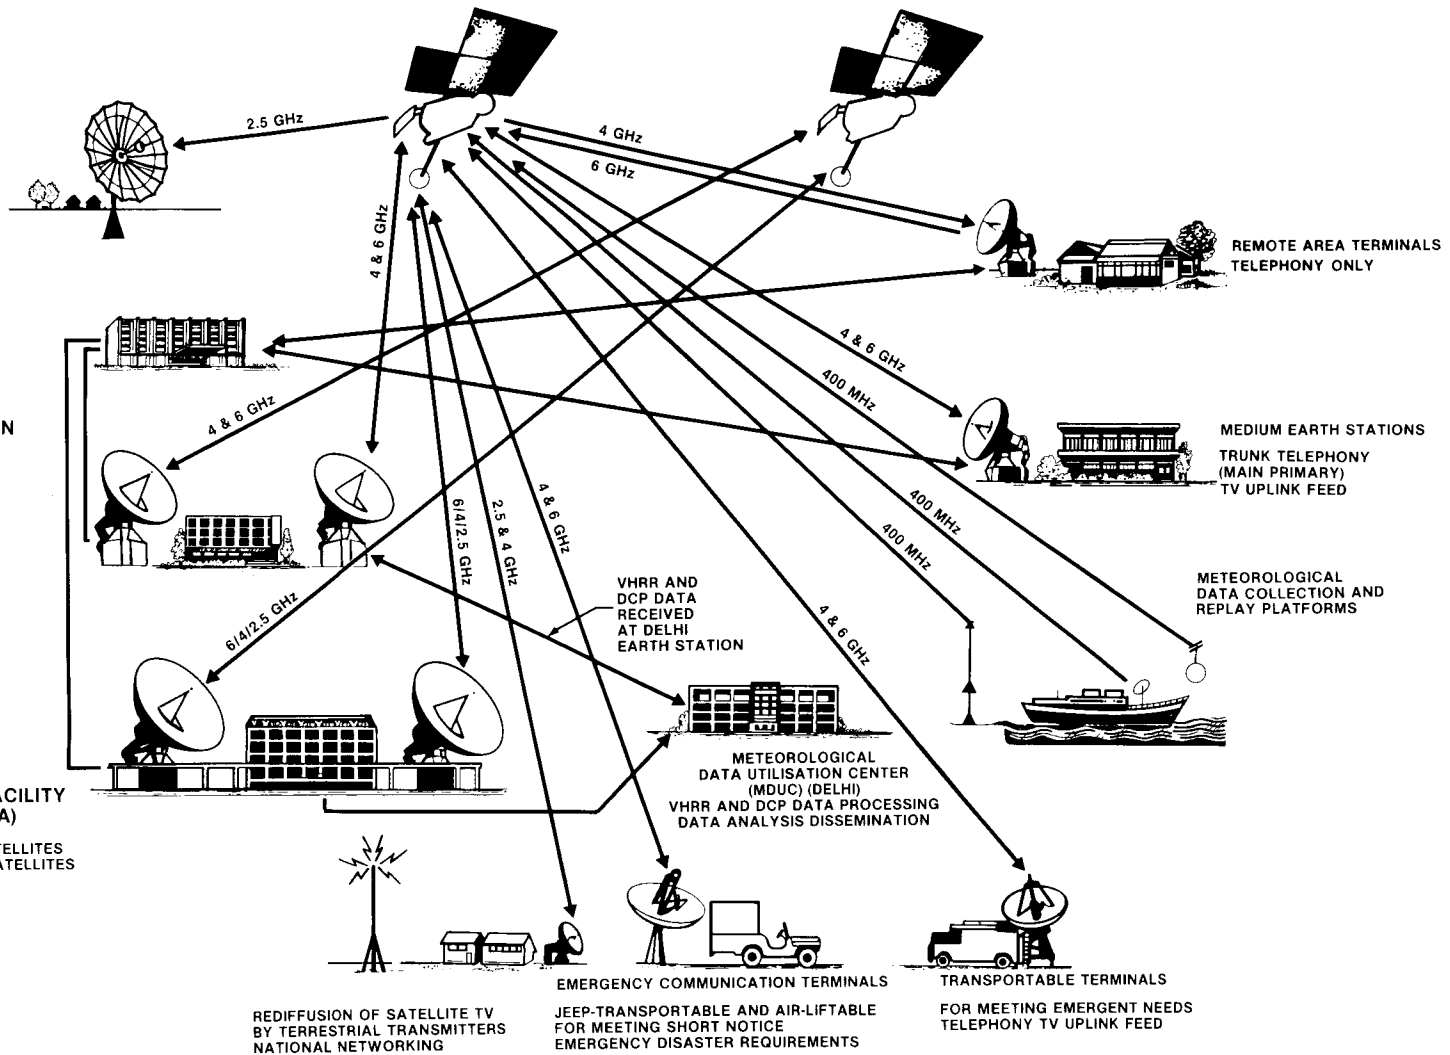 2.5 GHz
4 GHz
6 GHz
4 & 6 GHz
REMOTE AREA TERMINALS
TELEPHONY ONLY
4 & 6 GHz
400 MHz
4 & 6 GHz
N
MEDIUM EARTH STATIONS
TRUNK TELEPHONY
(MAIN PRIMARY)
TV UPLINK FEED
6/4/2.5 GHz
2.5 & 4 GHz
4 & 6 GHz
400 MHz
400 MHz
METEOROLOGICAL
DATA COLLECTION AND
REPLAY PLATFORMS
VHRR AND
DCP DATA
RECEIVED
AT DELHI
EARTH STATION
6/4/2.5 GHz
4 & 6 GHz
METEOROLOGICAL
DATA UTILISATION CENTER
(MDUC) (DELHI)
VHRR AND DCP DATA PROCESSING
DATA ANALYSIS DISSEMINATION
ACILITY
A)
TELLITES
ATELLITES
EMERGENCY COMMUNICATION TERMINALS
JEEP-TRANSPORTABLE AND AIR-LIFTABLE
FOR MEETING SHORT NOTICE
EMERGENCY DISASTER REQUIREMENTS
TRANSPORTABLE TERMINALS
FOR MEETING EMERGENT NEEDS
TELEPHONY TV UPLINK FEED
REDIFFUSION OF SATELLITE TV
BY TERRESTRIAL TRANSMITTERS
NATIONAL NETWORKING